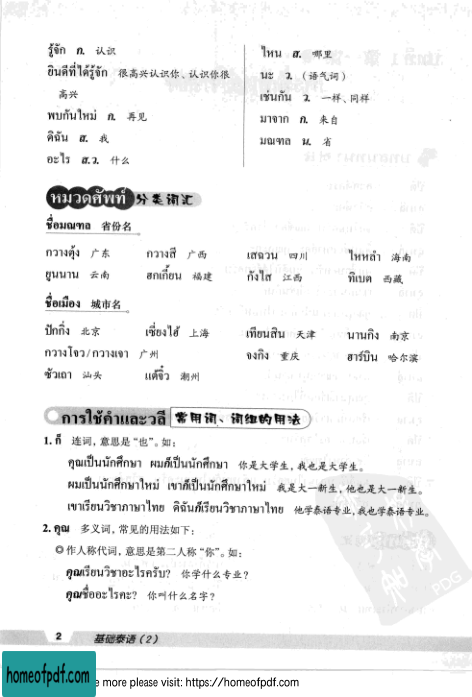 รู้จัก ก. 认识
ยินดีที่ได้รู้จัก 很高兴认识你、认识你很
高兴
พบกันใหม่ ก. 再见
ดิฉัน ส. 我
อะไร ส.ว. 什么
ไหน ส. 哪里
นะ ว. (语气词)
เช่นกัน ว. 一样、同样
มาจาก ก. 来自
มณฑล น. 省
หมวดศัพท์ 分类词汇
ชื่อมณฑล 省份名
กวางตุ้ง 广东 กวางสี 广西 เสฉวน 四川 ไหหลำ 海南
ยูนนาน 云南 ฮกเกี้ยน 福建 กังไส 江西 ทิเบต 西藏
ชื่อเมือง 城市名
ปักกิ่ง 北京 เซี่ยงไฮ้ 上海 เทียนสิน 天津 นานกิง 南京
กวางโจว/กวางเจา 广州 จงกิง 重庆 ฮาร์บิน 哈尔滨
ซัวเถา 汕头 แต้จิ๋ว 潮州
การใช้คำและวลี 常用词、词组的用法
1. ก็ 连词，意思是“也”。如:
คุณเป็นนักศึกษา ผมก็เป็นนักศึกษา 你是大学生，我也是大学生。
ผมเป็นนักศึกษาใหม่ เขาก็เป็นนักศึกษาใหม่ 我是大一新生，他也是大一新生。
เขาเรียนวิชาภาษาไทย ดิฉันก็เรียนวิชาภาษาไทย 他学泰语专业，我也学泰语专业。
2. คุณ 多义词，常见的用法如下:
◎作人称代词，意思是第二人称“你”。如:
คุณเรียนวิชาอะไรครับ? 你学什么专业?
คุณชื่ออะไรคะ? 你叫什么名字?
PDG
2 基础泰语(2)
homeofpdf.com
e more please visit: https://homeofpdf.com